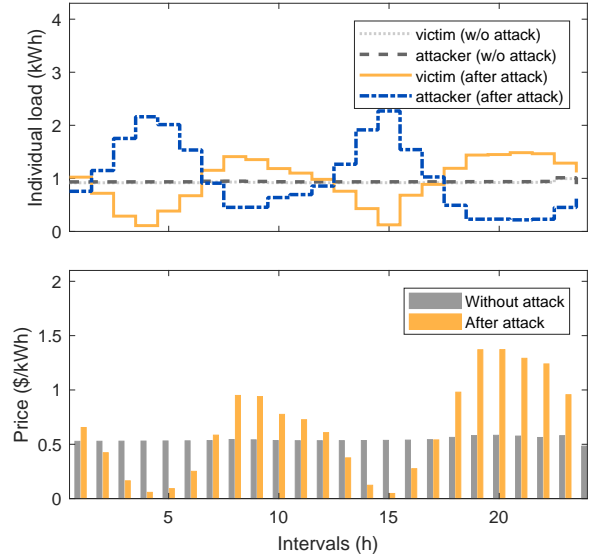 4
3
2
1
0
Individual load (kWh)
victim (w/o attack)
attacker (w/o attack)
victim (after attack)
attacker (after attack)
2
1.5
1
0.5
0
Price ($/kWh)
Without attack
After attack
5
10
15
20
Intervals (h)